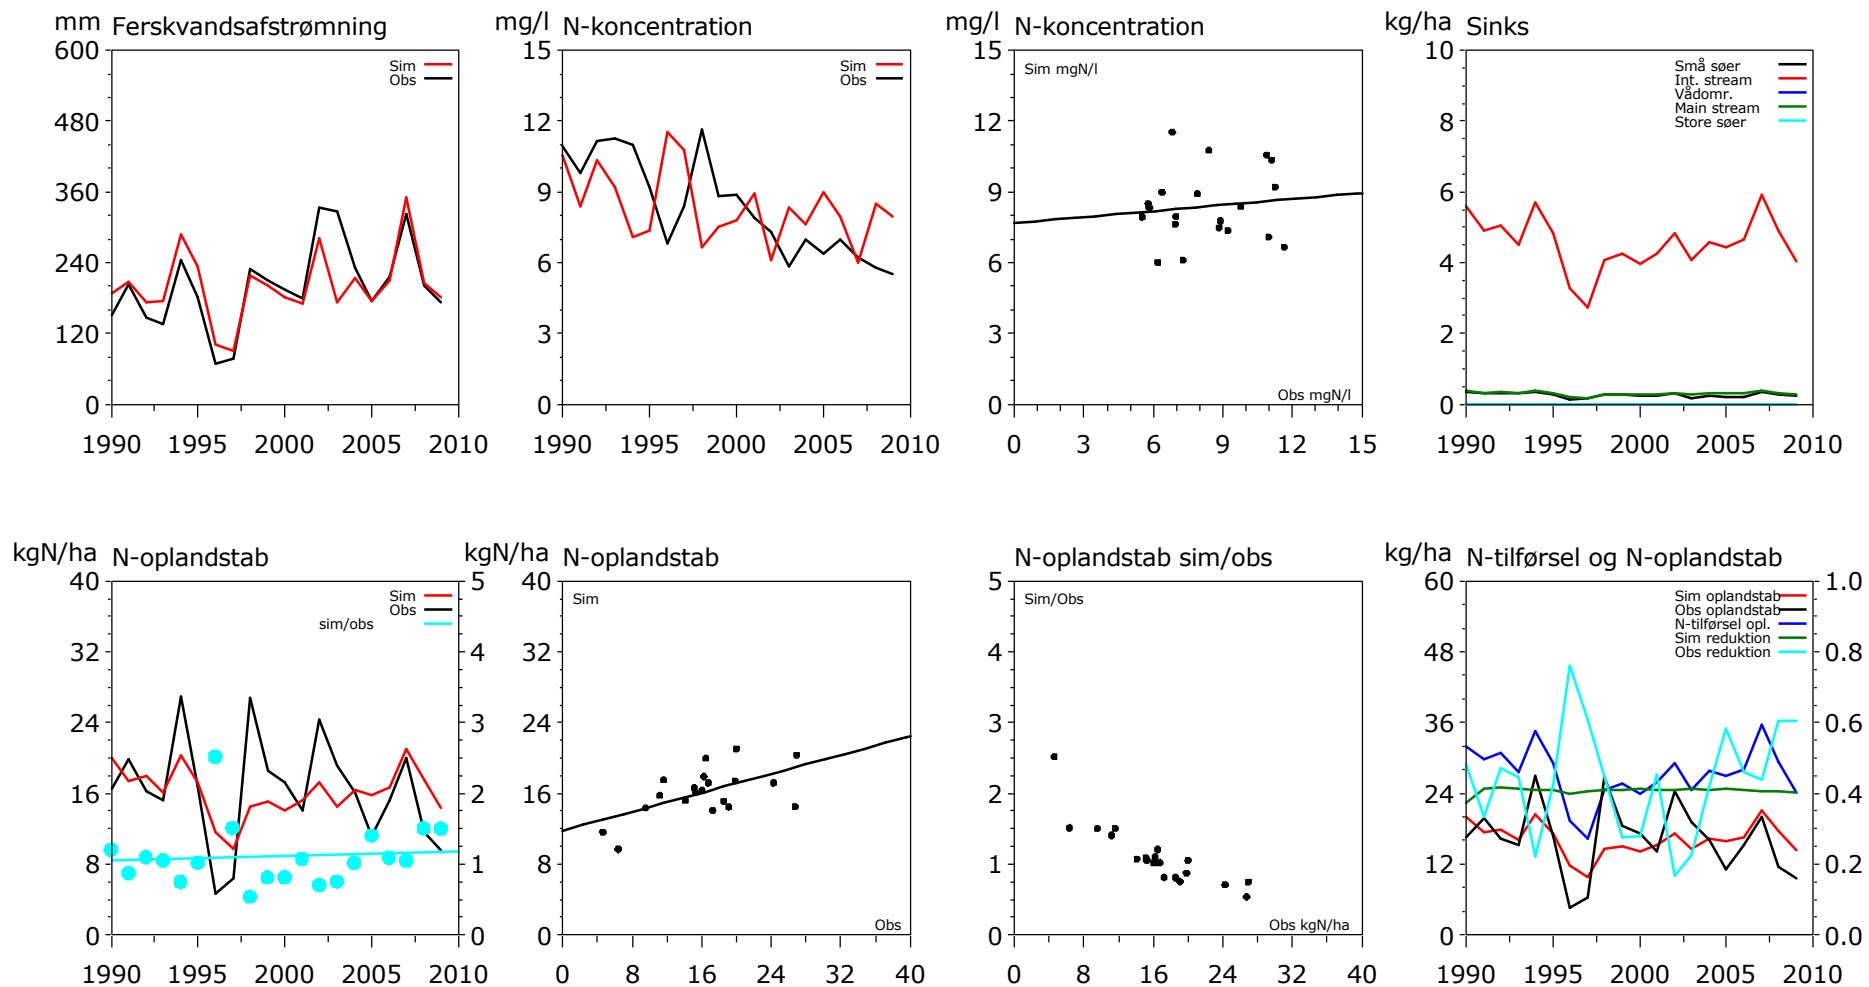 mm Ferskvandsafstrømning
600
480
360
240
120
0
1990 1995 2000 2005 2010
Sim
Obs
mg/l N-koncentration
15
12
9
6
3
0
1990 1995 2000 2005 2010
Sim
Obs
mg/l N-koncentration
Sim mgN/l
15
12
9
6
3
0
Obs mgN/l
0 3 6 9 12 15
kg/ha Sinks
10
8
6
4
2
0
1990 1995 2000 2005 2010
Små søer
Int. stream
Vådomr.
Main stream
Store søer
kgN/ha N-oplandstab
40
32
24
16
8
0
1990 1995 2000 2005 2010
Sim
Obs
sim/obs
5
4
3
2
1
0
kgN/ha N-oplandstab
Sim
40
32
24
16
8
0
Obs
0 8 16 24 32 40
N-oplandstab sim/obs
Sim/Obs
5
4
3
2
1
0
Obs kgN/ha
0 8 16 24 32 40
kg/ha N-tilførsel og N-oplandstab
60
48
36
24
12
0
1990 1995 2000 2005 2010
Sim oplandstab
Obs oplandstab
N-tilførsel opl.
Sim reduktion
Obs reduktion
1.0
0.8
0.6
0.4
0.2
0.0